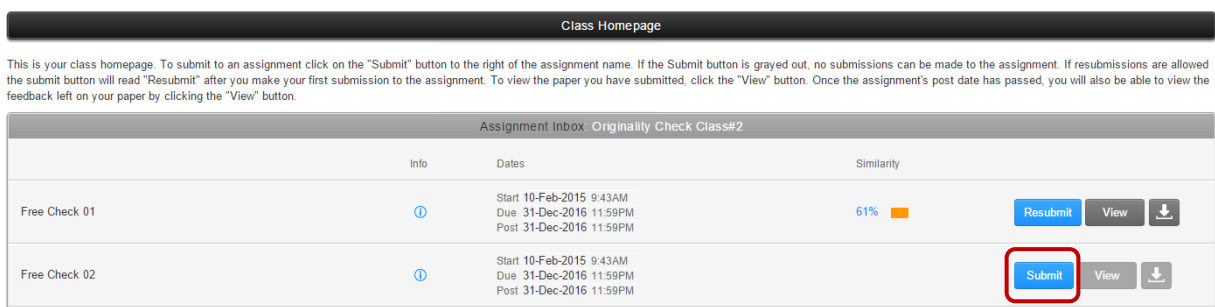 Class Homepage
This is your class homepage. To submit to an assignment click on the "Submit" button to the right of the assignment name. If the Submit button is grayed out, no submissions can be made to the assignment. If resubmissions are allowed
the submit button will read "Resubmit" after you make your first submission to the assignment. To view the paper you have submitted, click the "View" button. Once the assignment's post date has passed, you will also be able to view the
feedback left on your paper by clicking the "View" button.
Assignment Inbox: Originality Check Class#2
Info Dates Similarity
Free Check 01
Start 10-Feb-2015 9:43AM
Due 31-Dec-2016 11:59PM
Post 31-Dec-2016 11:59PM
61%
Resubmit View
Free Check 02
Start 10-Feb-2015 9:43AM
Due 31-Dec-2016 11:59PM
Post 31-Dec-2016 11:59PM
Submit View